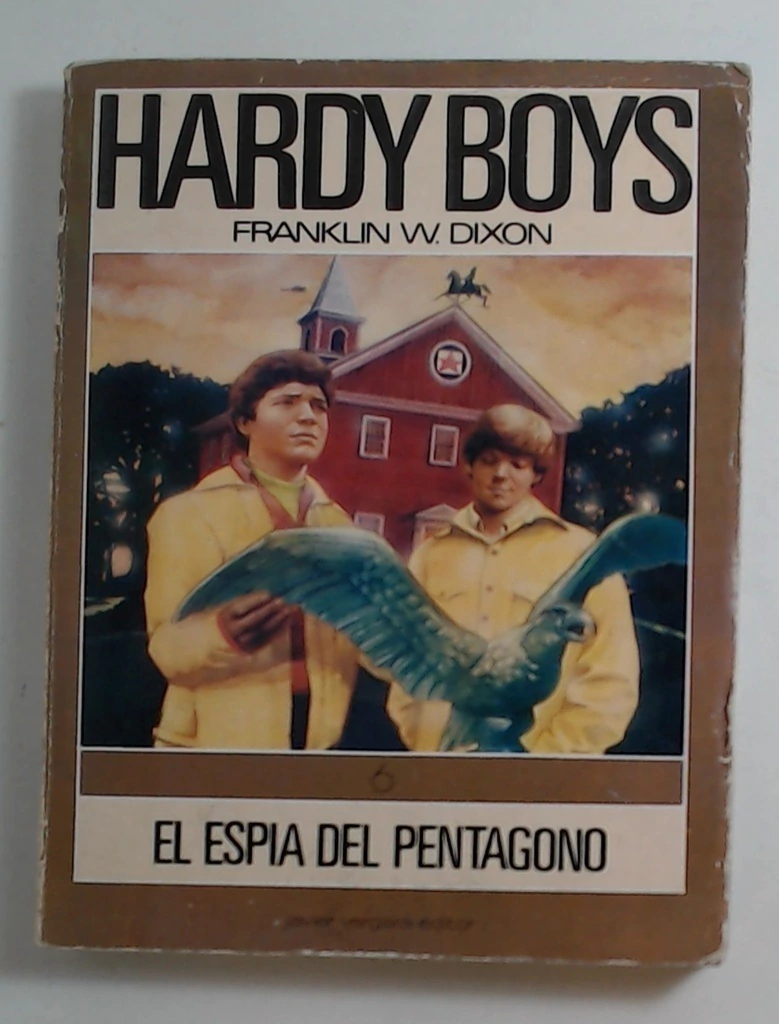 HARDY BOYS
FRANKLIN W. DIXON
6
EL ESPIA DEL PENTAGONO